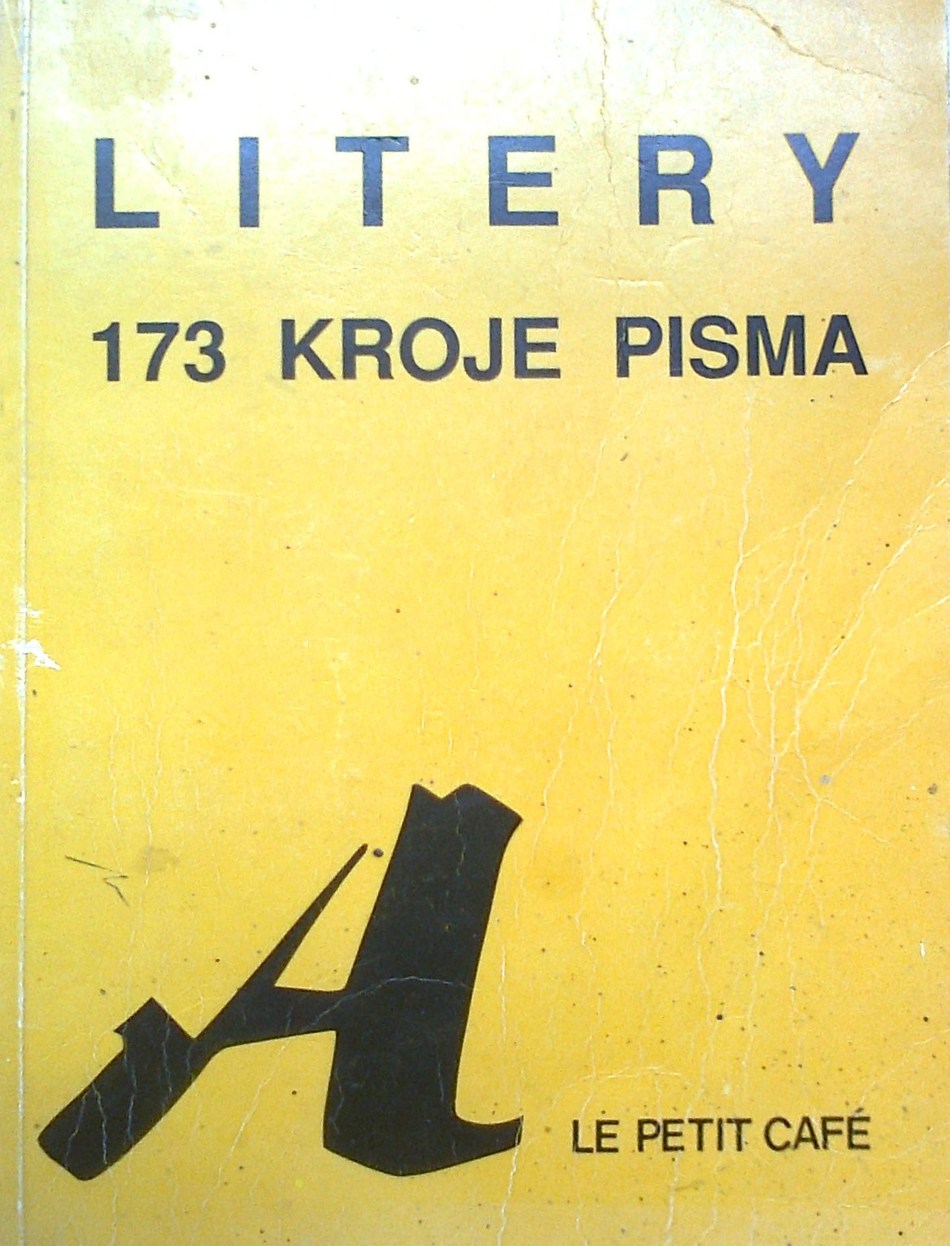 LITERY
173 KROJE PISMA
A
LE PETIT CAFÉ